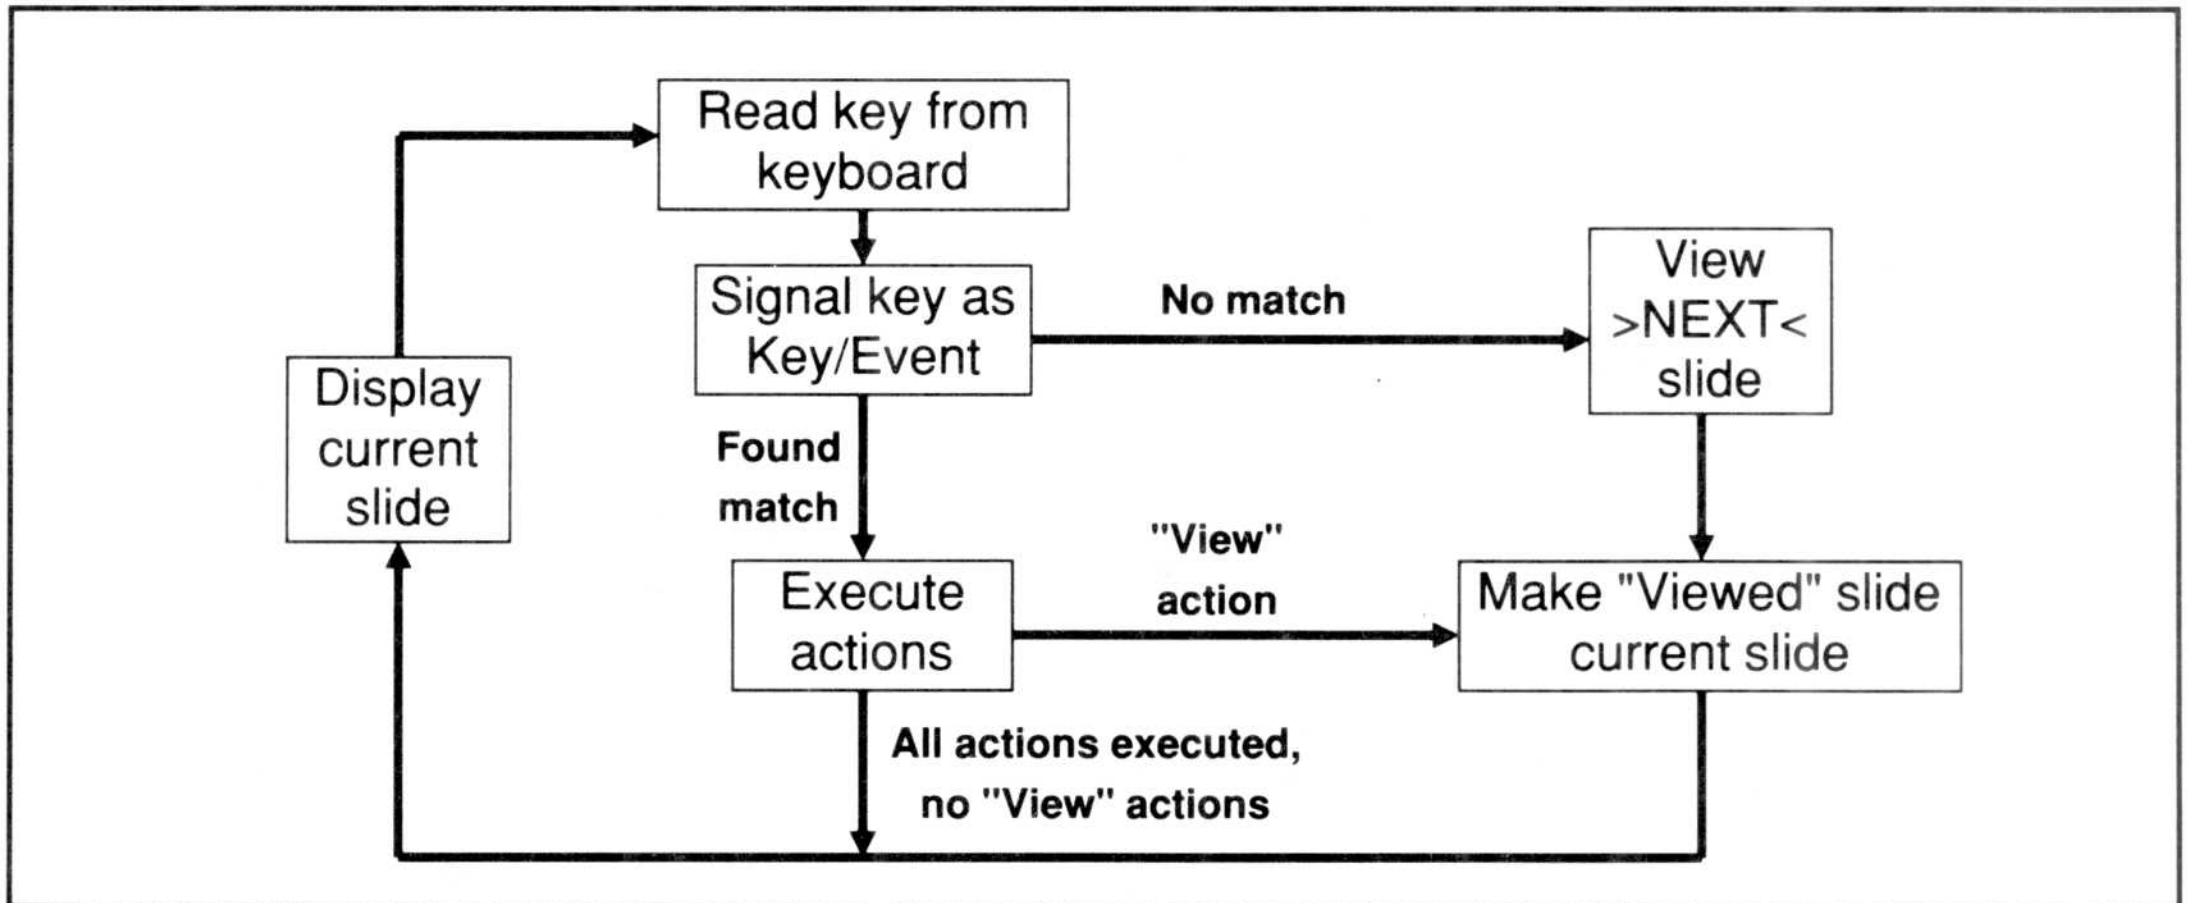 Read key from
keyboard
Signal key as
Key/Event
No match
View
>NEXT<
slide
Display
current
slide
Found
match
"View"
action
Execute
actions
Make "Viewed" slide
current slide
All actions executed,
no "View" actions